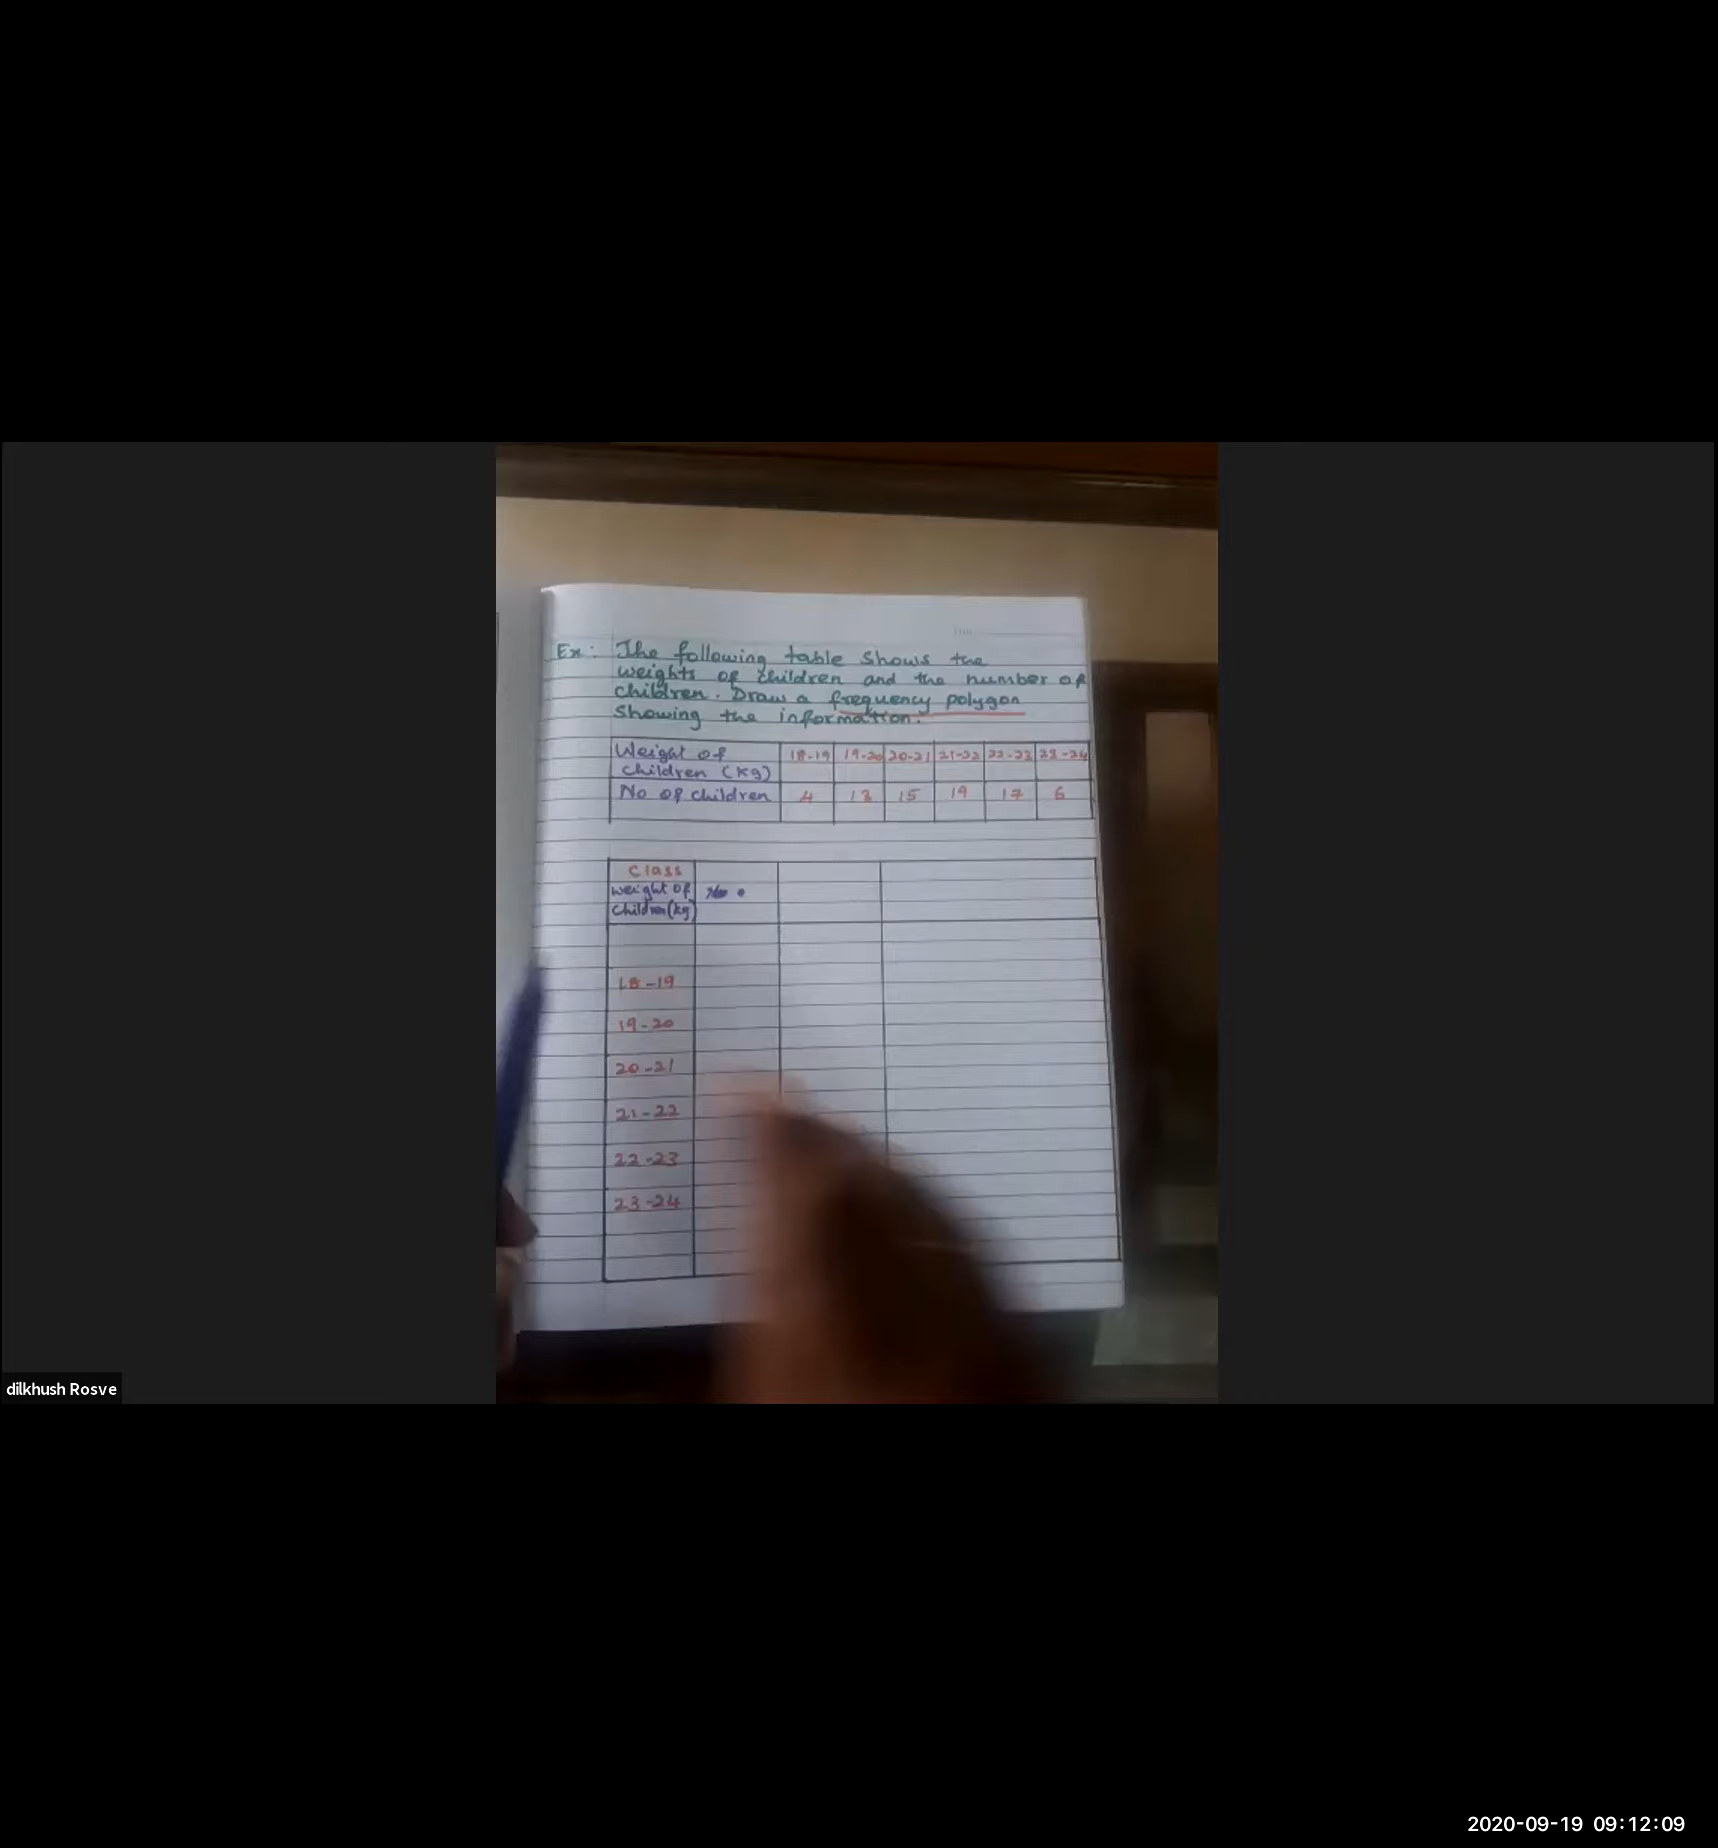 Ex: The following table shows the
weights of children and the number of
children. Draw a frequency polygon
showing the information.
Weight of children (kg) 18-19 19-20 20-21 21-22 22-23 23-24
No of children 4 13 15 19 17 6
Class
weight of
children(kg)
18-19
19-20
20-21
21-22
22-23
23-24
dilkhush Rosve
2020-09-19 09:12:09